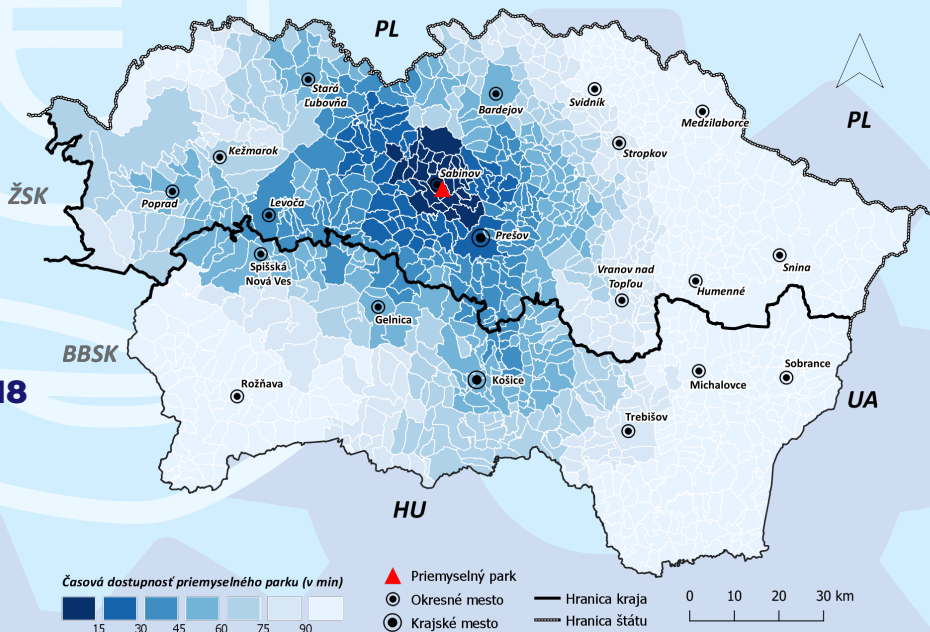 PL
Stará
Ľubovňa
Bardejov
Svidník
Medzilaborce
PL
Stropkov
Kežmarok
Sabinov
ŽSK
Poprad
Levoča
Prešov
Spišská
Nová Ves
Vranov nad
Topľou
Snina
Humenné
Gelnica
BBSK
Rožňava
Košice
Michalovce
Sobrance
18
UA
Trebišov
HU
Časová dostupnosť priemyselného parku (v min)
15 30 45 60 75 90
Priemyselný park
Okresné mesto
Krajské mesto
Hranica kraja
Hranica štátu
0 10 20 30 km